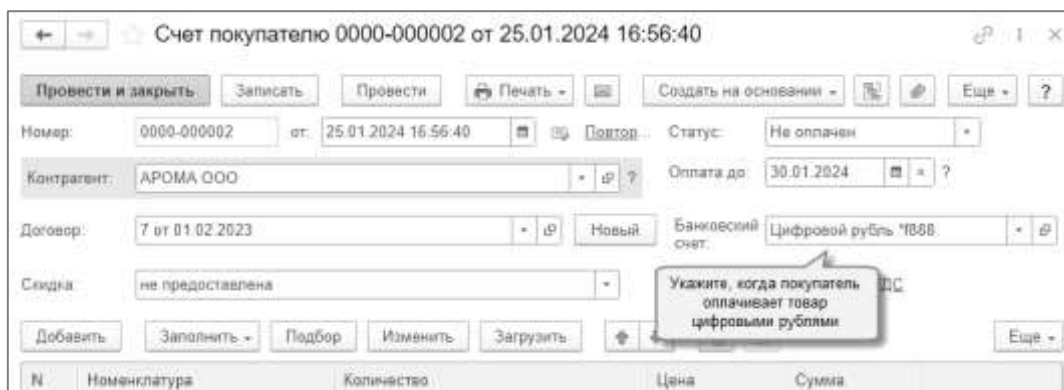 Счет покупателю 0000-000002 от 25.01.2024 16:56:40
Провести и закрыть Записать Провести Печать Создать на основании Еще ?
Номер: 0000-000002 от: 25.01.2024 16:56:40 Повтор... Статус: Не оплачен
Контрагент: АРОМА ООО ? Оплата до: 30.01.2024 ?
Договор: 7 от 01.02.2023 Новый Банковский счет: Цифровой рубль *f888
Скидка: не предоставлена ДС
Укажите, когда покупатель
оплачивает товар
цифровыми рублями
Добавить Заполнить Подбор Изменить Загрузить Еще
N Номенклатура Количество Цена Сумма